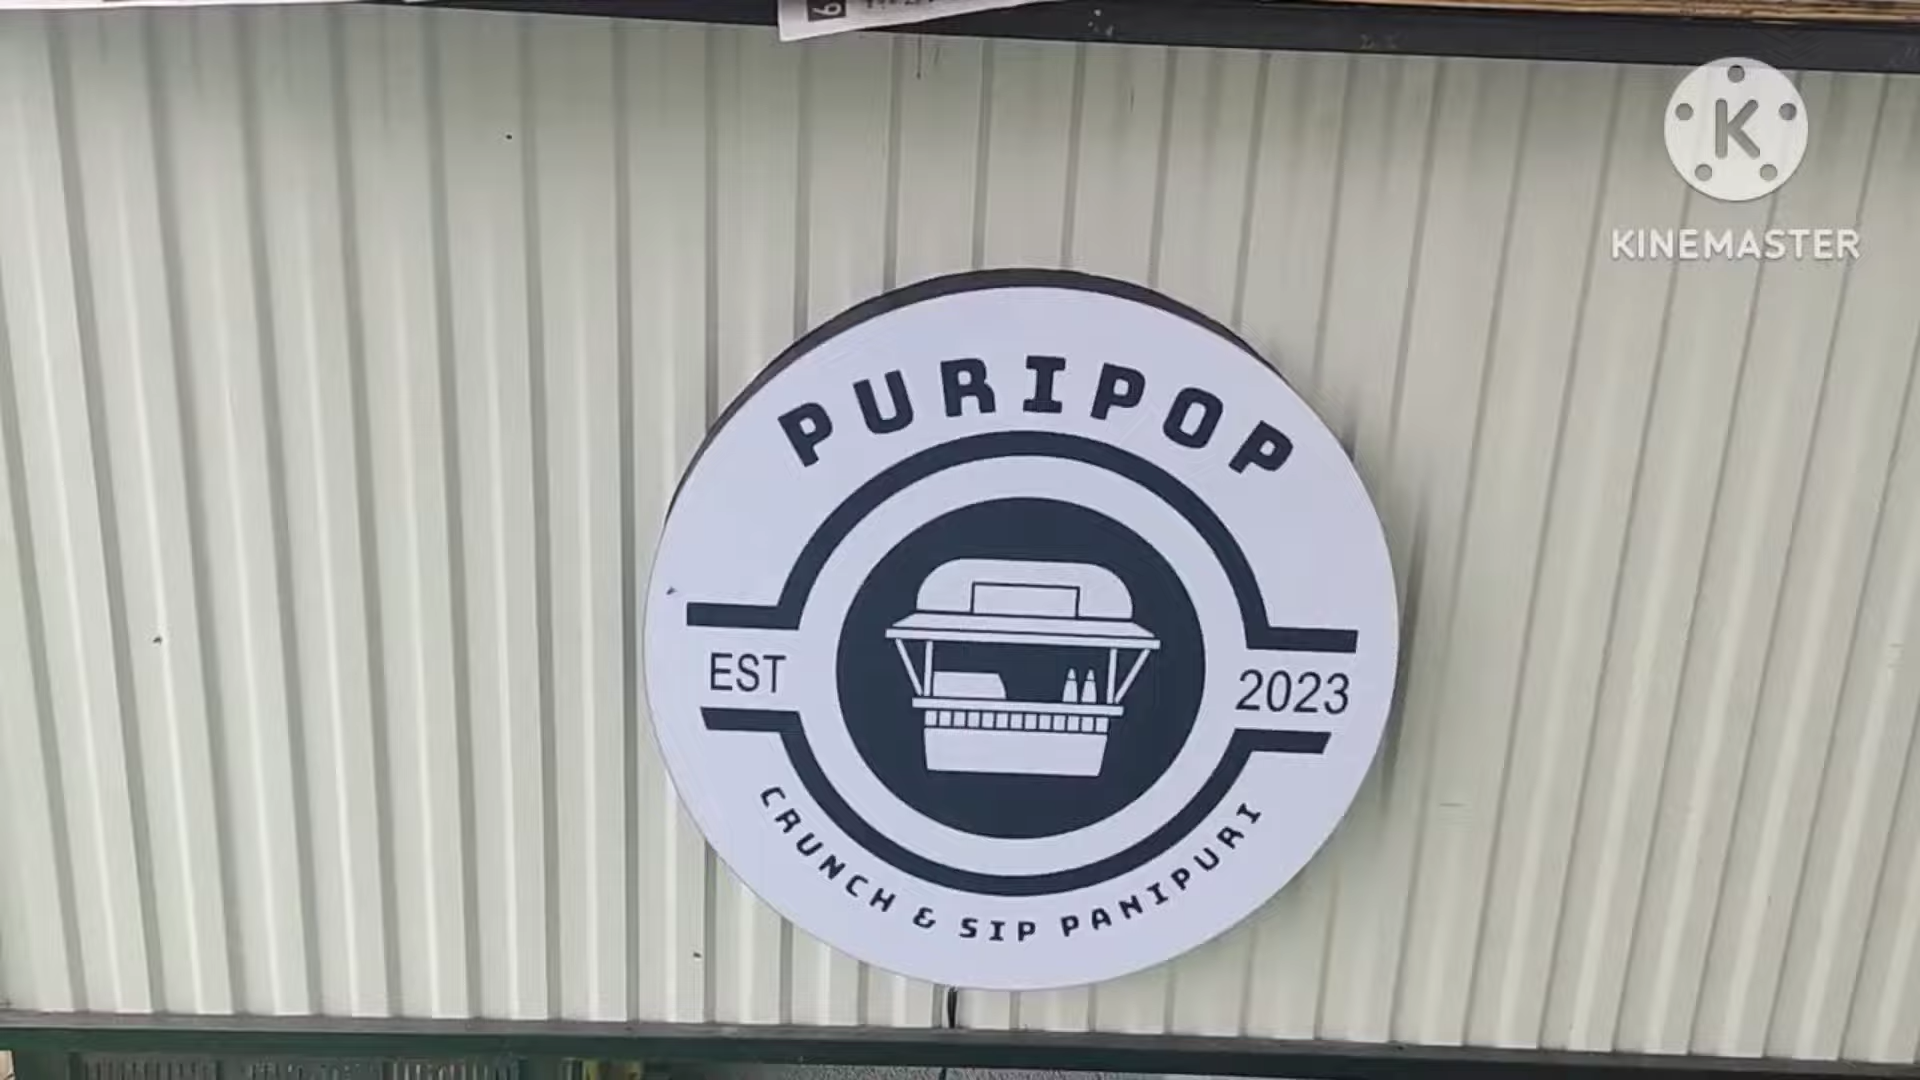 K
KINEMASTER
PURIPOP
EST 2023
CRUNCH & SIP PANIPURI